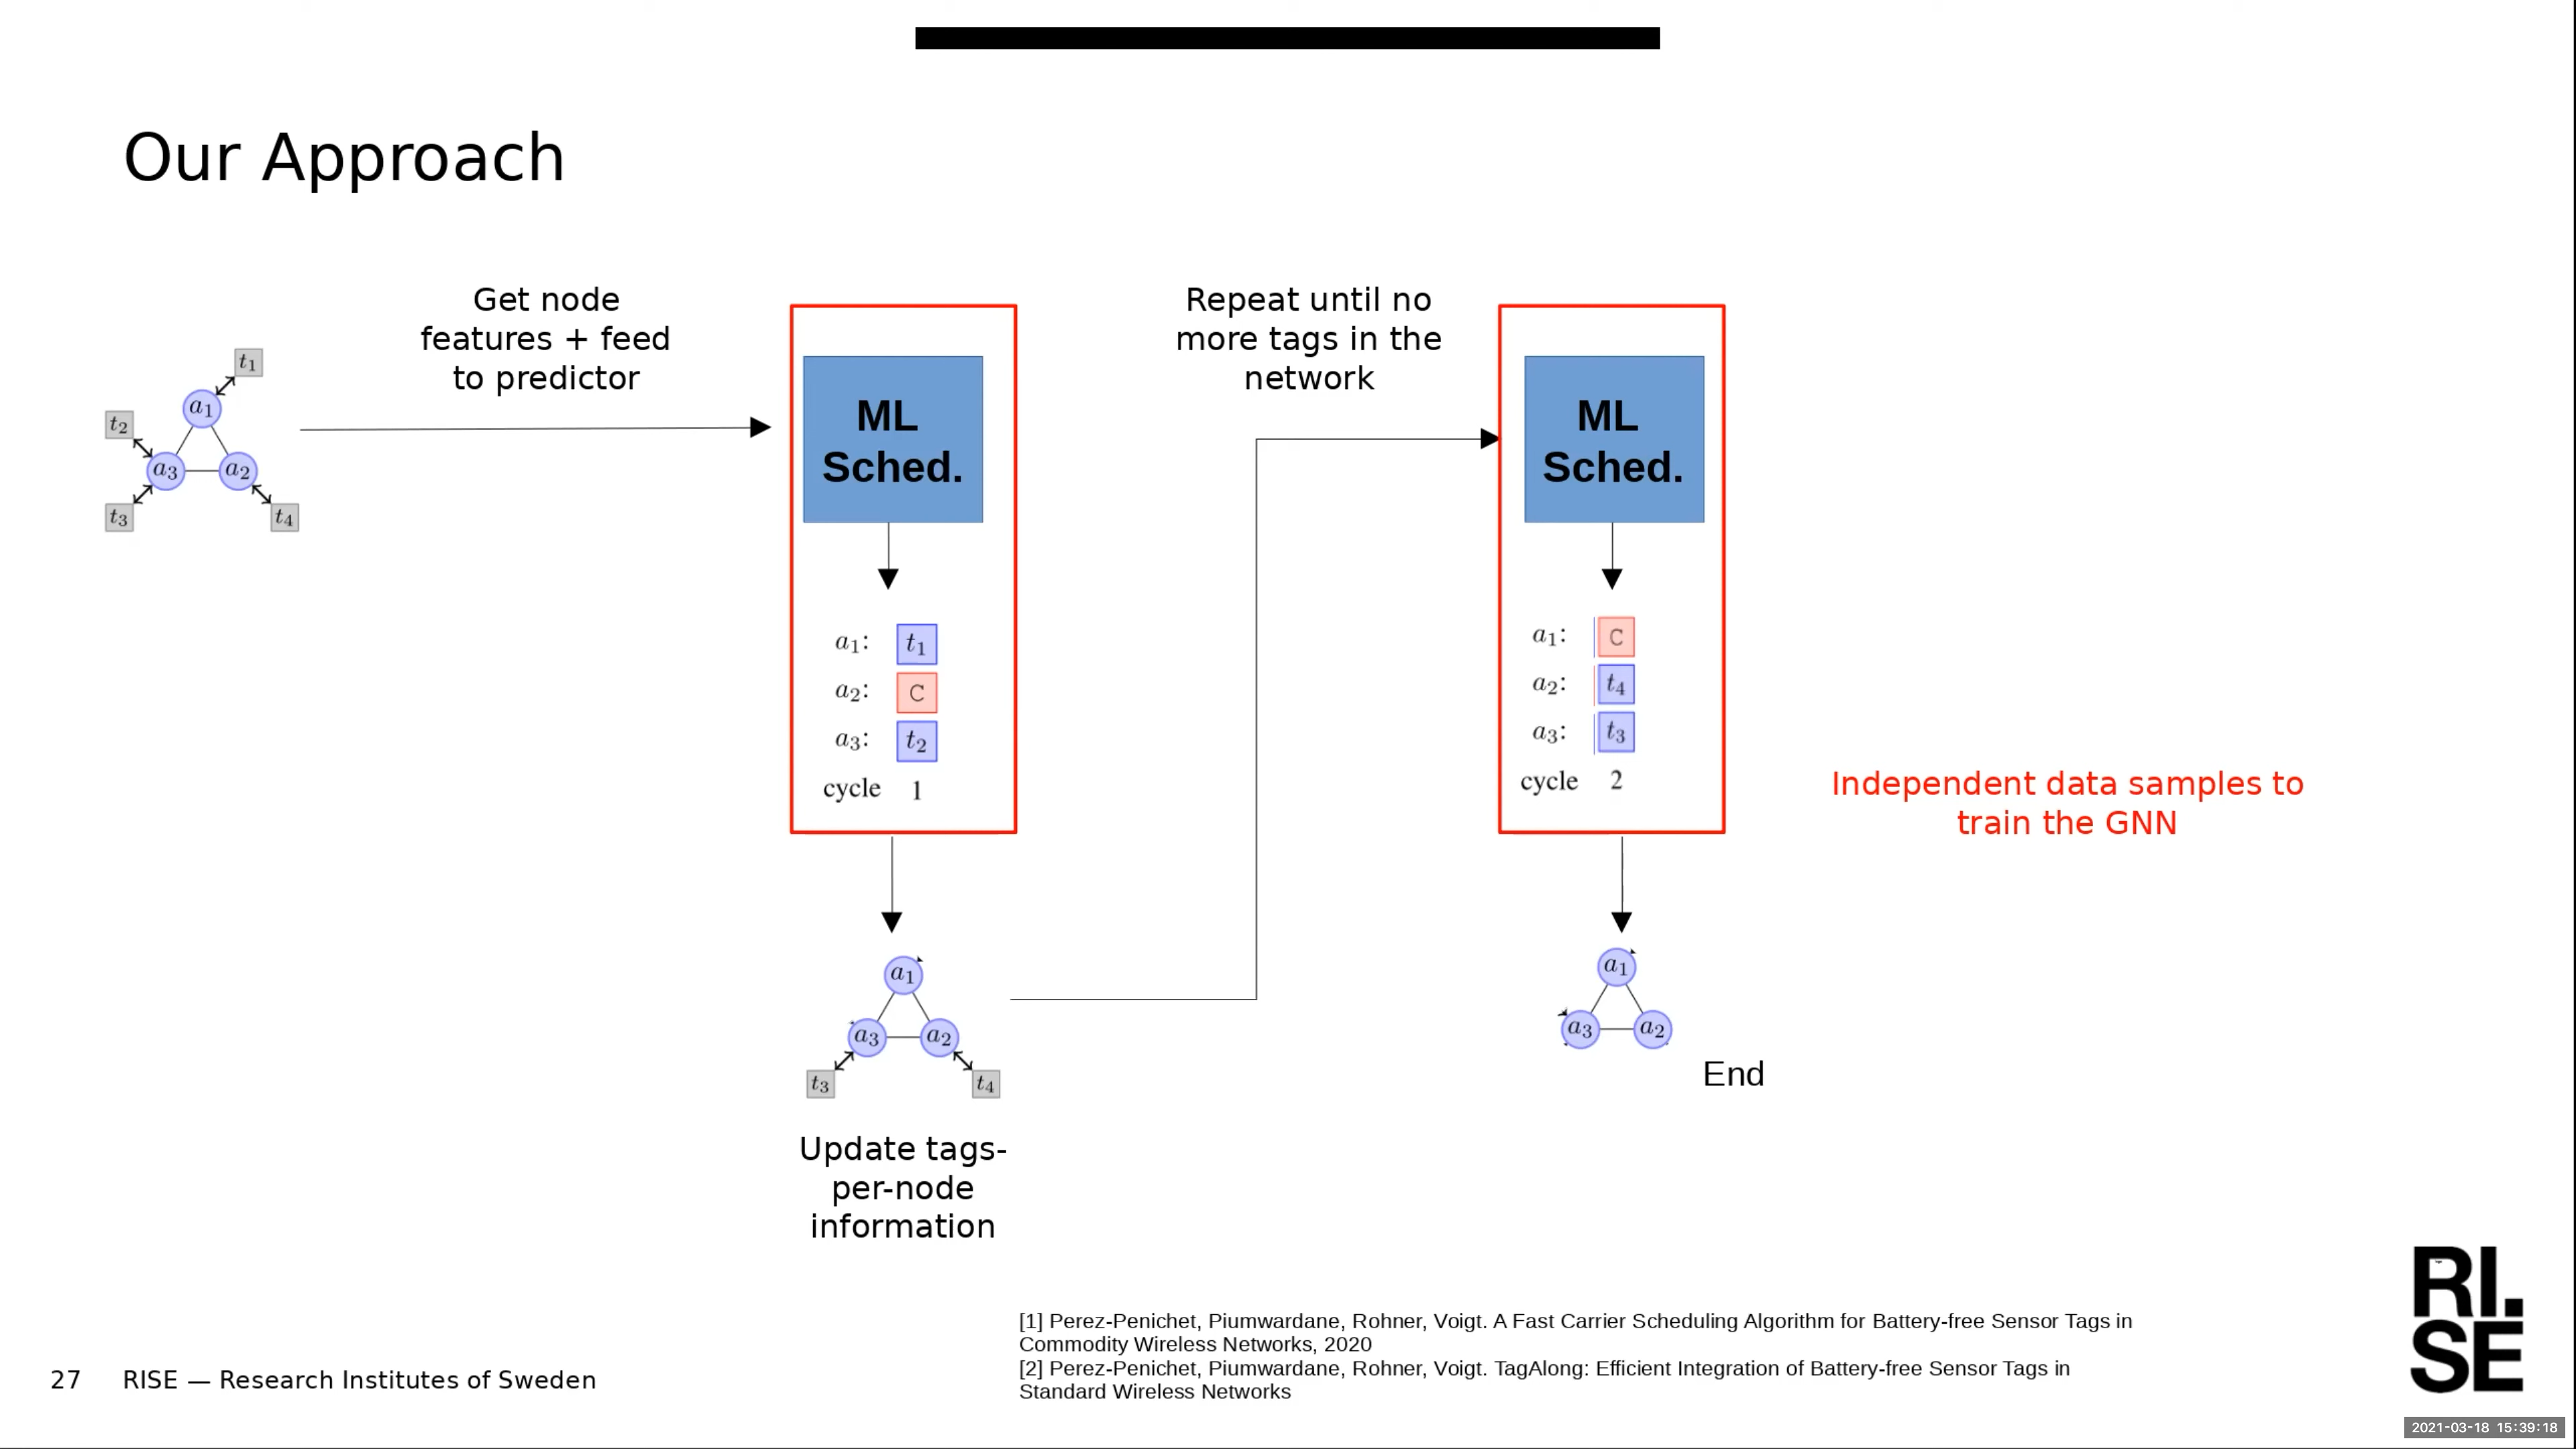 Our Approach
Get node
features + feed
to predictor
Repeat until no
more tags in the
network
t1
a1
t2
a3
a2
t3
t4
ML
Sched.
a1: t1
a2: C
a3: t2
cycle 1
ML
Sched.
a1: C
a2: t4
a3: t3
cycle 2
Independent data samples to
train the GNN
a1
a3
a2
t3
t4
Update tags-
per-node
information
a1
a3
a2
End
[1] Perez-Penichet, Piumwardane, Rohner, Voigt. A Fast Carrier Scheduling Algorithm for Battery-free Sensor Tags in
Commodity Wireless Networks, 2020
[2] Perez-Penichet, Piumwardane, Rohner, Voigt. TagAlong: Efficient Integration of Battery-free Sensor Tags in
Standard Wireless Networks
27 RISE — Research Institutes of Sweden
RI.
SE
2021-03-18 15:39:18